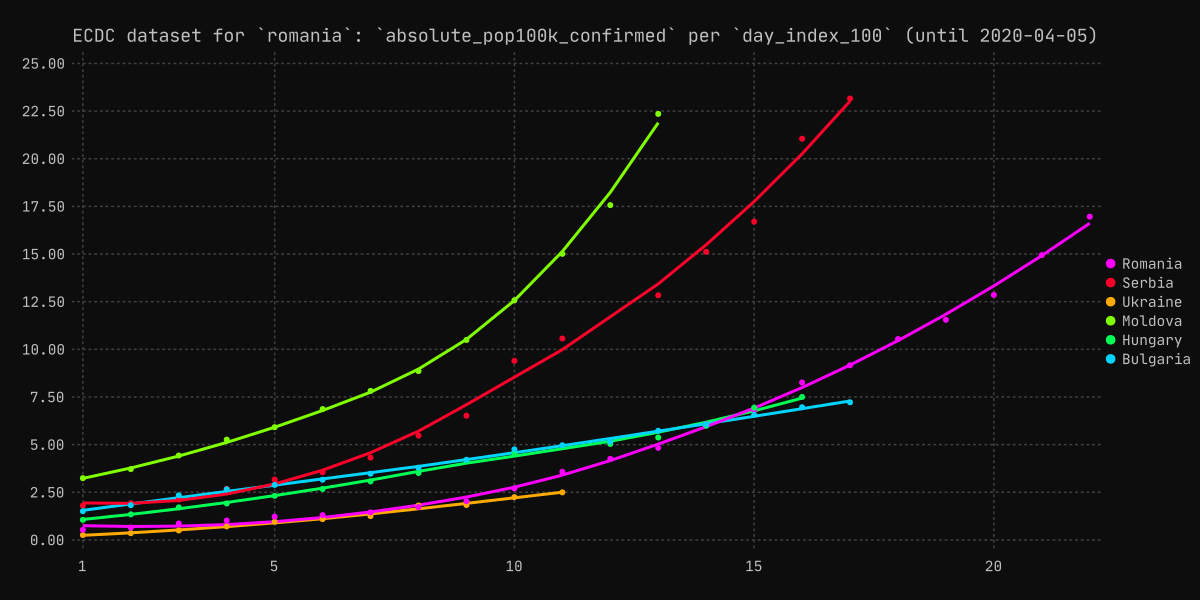 ECDC dataset for `romania`: `absolute_pop100k_confirmed` per `day_index_100` (until 2020-04-05)
25.00
22.50
20.00
17.50
15.00
12.50
10.00
7.50
5.00
2.50
0.00
1 5 10 15 20
Romania
Serbia
Ukraine
Moldova
Hungary
Bulgaria